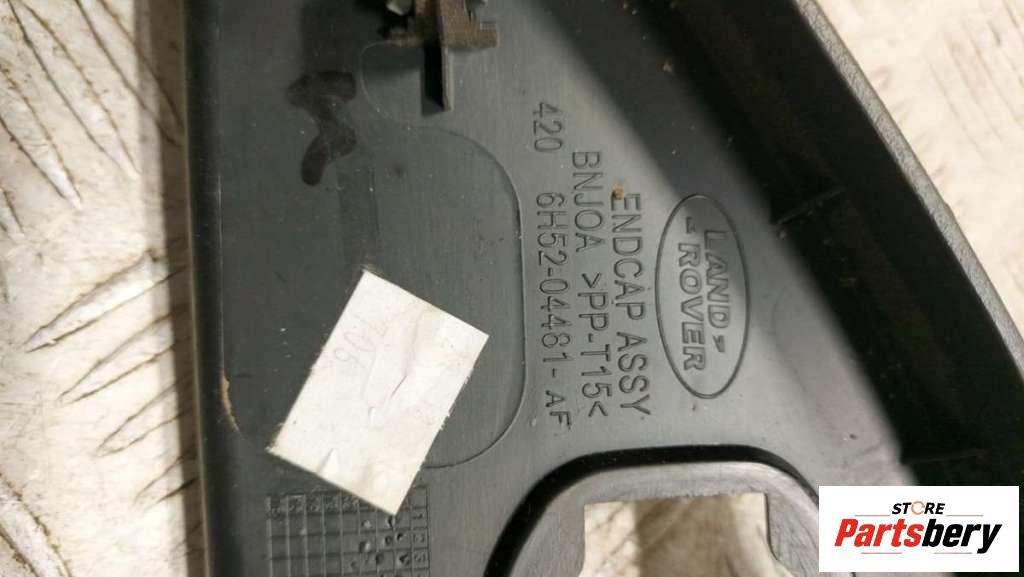 LAND
- ROVER
ENDCAP ASSY
BNJOA >PP-T15<
420 6H52-04481- AF
STORE
Partsbery